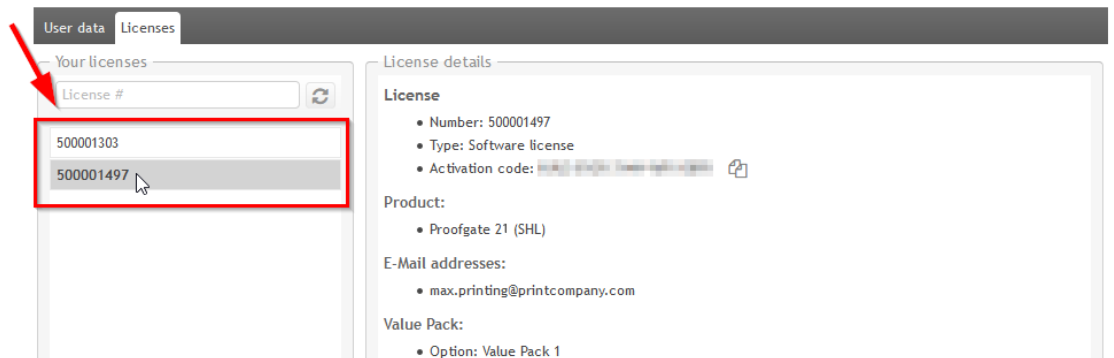 User data Licenses
Your licenses
License #
500001303
500001497
License details
License
• Number: 500001497
• Type: Software license
• Activation code:
Product:
• Proofgate 21 (SHL)
E-Mail addresses:
• max.printing@printcompany.com
Value Pack:
• Option: Value Pack 1